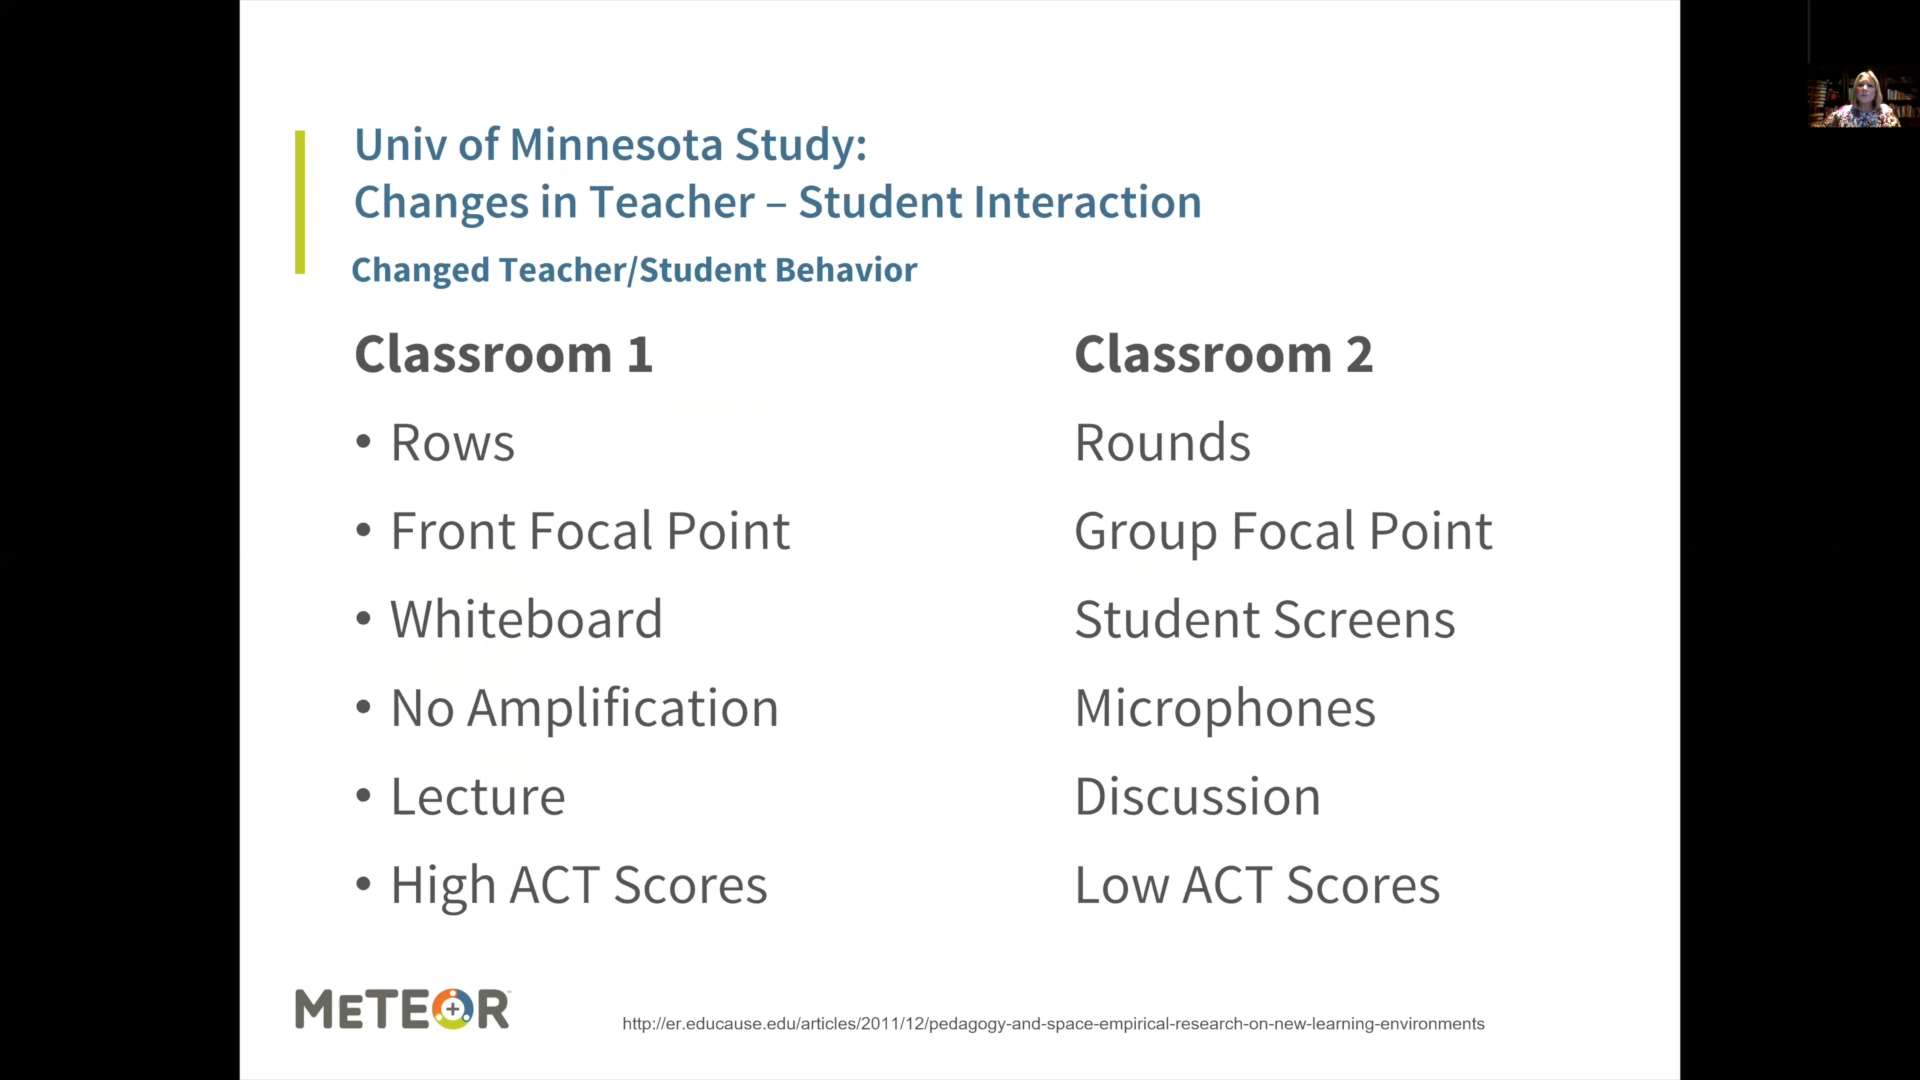 Univ of Minnesota Study:
Changes in Teacher – Student Interaction
Changed Teacher/Student Behavior
Classroom 1
• Rows
• Front Focal Point
• Whiteboard
• No Amplification
• Lecture
• High ACT Scores
Classroom 2
Rounds
Group Focal Point
Student Screens
Microphones
Discussion
Low ACT Scores
METEOR
http://er.educause.edu/articles/2011/12/pedagogy-and-space-empirical-research-on-new-learning-environments